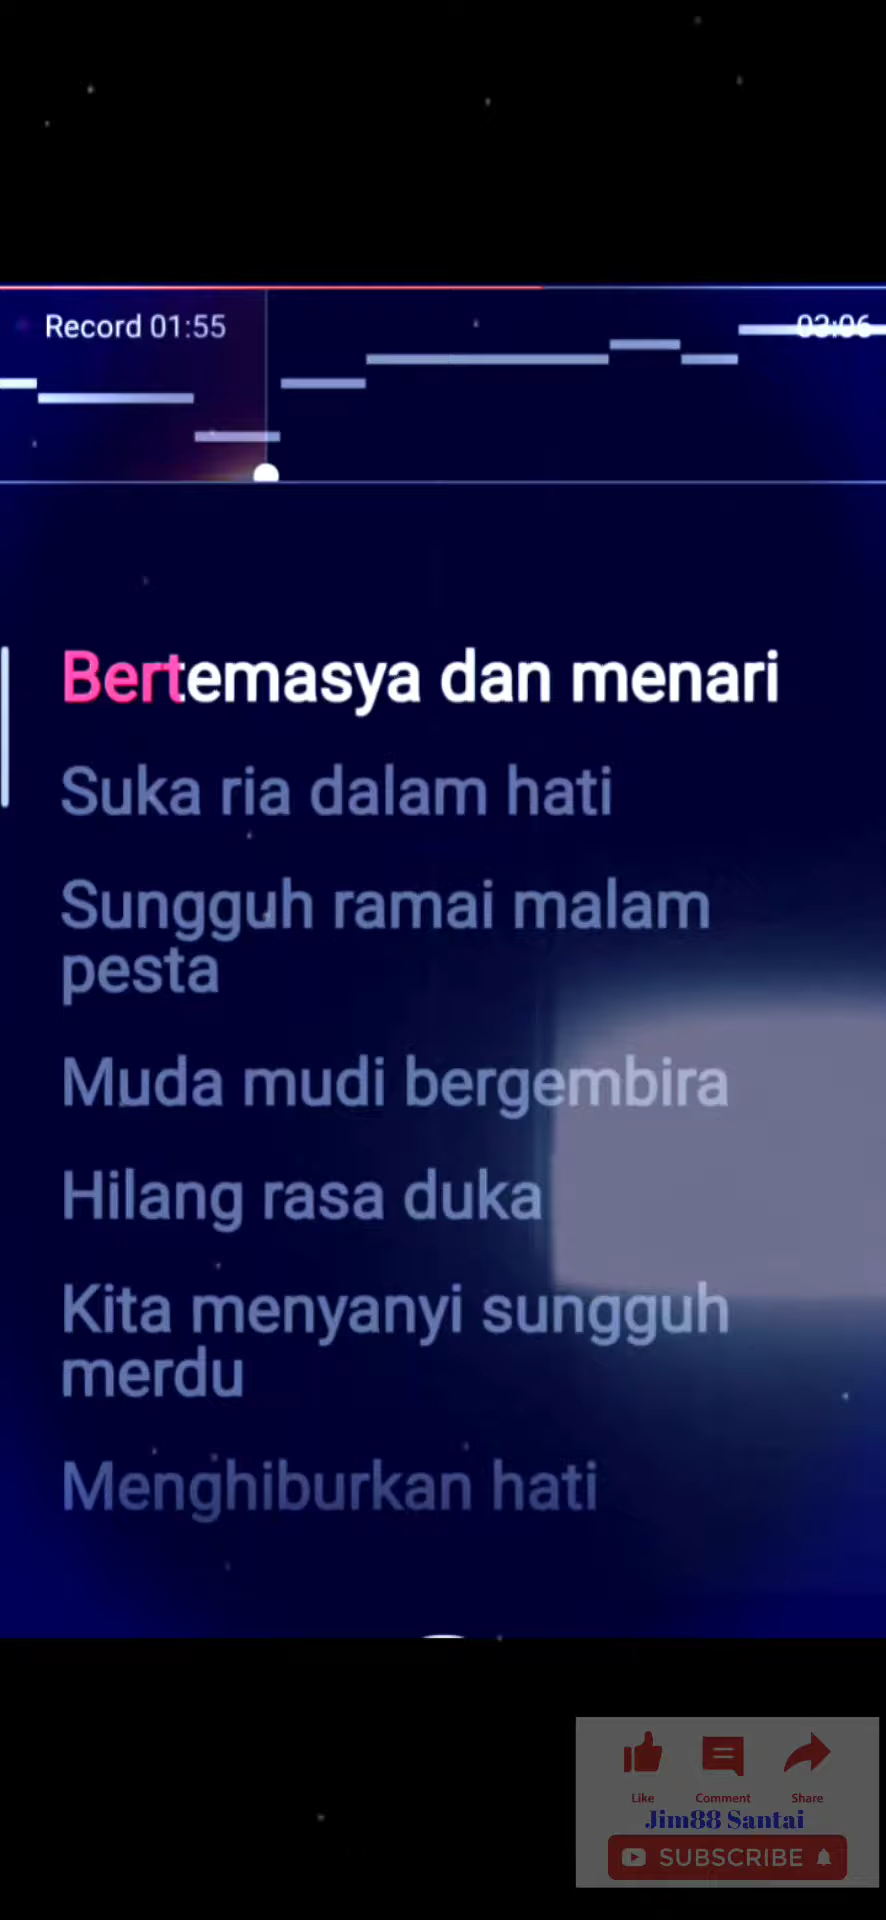 Record 01:55
03:06
Bertemasya dan menari
Suka ria dalam hati
Sungguh ramai malam
pesta
Muda mudi bergembira
Hilang rasa duka
Kita menyanyi sungguh
merdu
Menghiburkan hati
Like Comment Share
Jim88 Santai
SUBSCRIBE